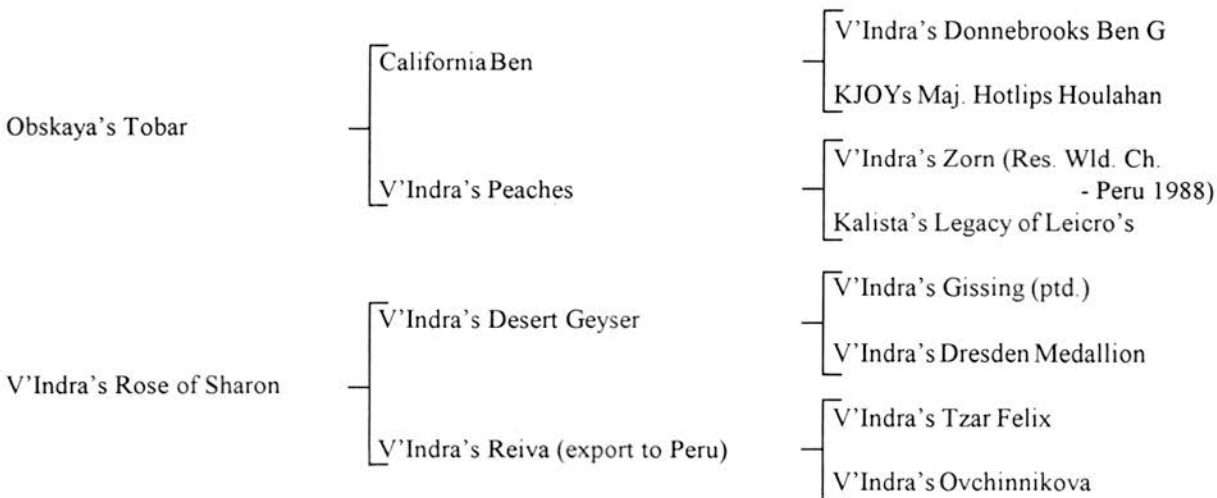 V'Indra's Donnebrooks Ben G
California Ben
KJOYs Maj. Hotlips Houlahan
Obskaya's Tobar
V'Indra's Zorn (Res. Wld. Ch.
- Peru 1988)
V'Indra's Peaches
Kalista's Legacy of Leicro's
V'Indra's Gissing (ptd.)
V'Indra's Desert Geyser
V'Indra's Dresden Medallion
V'Indra's Rose of Sharon
V'Indra's Tzar Felix
V'Indra's Reiva (export to Peru)
V'Indra's Ovchinnikova